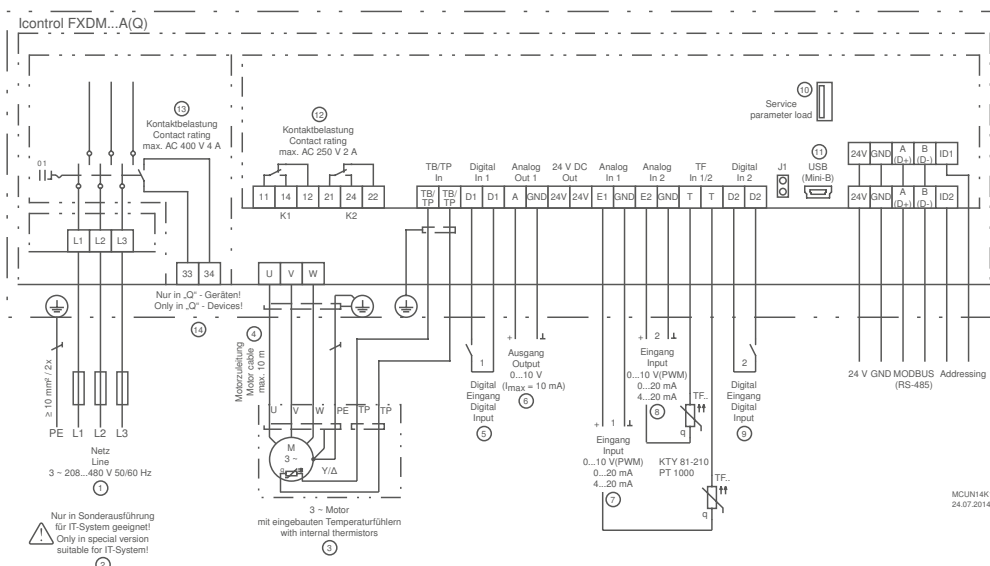 Icontrol FXDM...A(Q)
13
Kontaktbelastung
Contact rating
max. AC 400 V 4 A
0 1
12
Kontaktbelastung
Contact rating
max. AC 250 V 2 A
11 14 12 21 24 22
K1 K2
TB/TP
In
Digital
In 1
Analog
Out 1
24 V DC
Out
Analog
In 1
Analog
In 2
TF
In 1/2
Digital
In 2
J1
10
Service
parameter load
11
USB
(Mini-B)
TB/
TP
TB/
TP
D1 D1 A GND 24V 24V E1 GND E2 GND T T D2 D2
24V GND A
(D+)
B
(D-)
ID1
24V GND A
(D+)
B
(D-)
ID2
L1 L2 L3
33 34
U V W
Nur in „Q“ - Geräten!
Only in "Q" - Devices!
14
≥ 10 mm² / 2x
PE L1 L2 L3
Netz
Line
3 ~ 208...480 V 50/60 Hz
1
Nur in Sonderausführung
für IT-System geeignet!
Only in special version
suitable for IT-System!
2
4
Motorzuleitung
Motor cable
max. 10 m
U V W PE TP TP
M
3 ~
Y/Δ
3 ~ Motor
mit eingebauten Temperaturfühlern
with internal thermistors
3
1
Digital
Eingang
Digital
Input
5
+ ⊥
Ausgang
Output
0...10 V
(Imax = 10 mA)
6
+ 1 ⊥
Eingang
Input
0...10 V(PWM)
0...20 mA
4...20 mA
7
+ 2 ⊥
Eingang
Input
0...10 V(PWM)
0...20 mA
4...20 mA
8
TF..
q
KTY 81-210
PT 1000
TF..
q
2
Digital
Eingang
Digital
Input
9
24 V GND MODBUS Addressing
(RS-485)
MCUN14K
24.07.2014